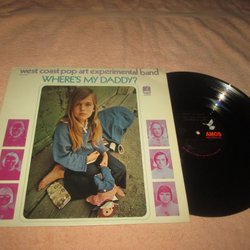 west coast pop art experimental band
WHERE'S MY DADDY?
AMOS